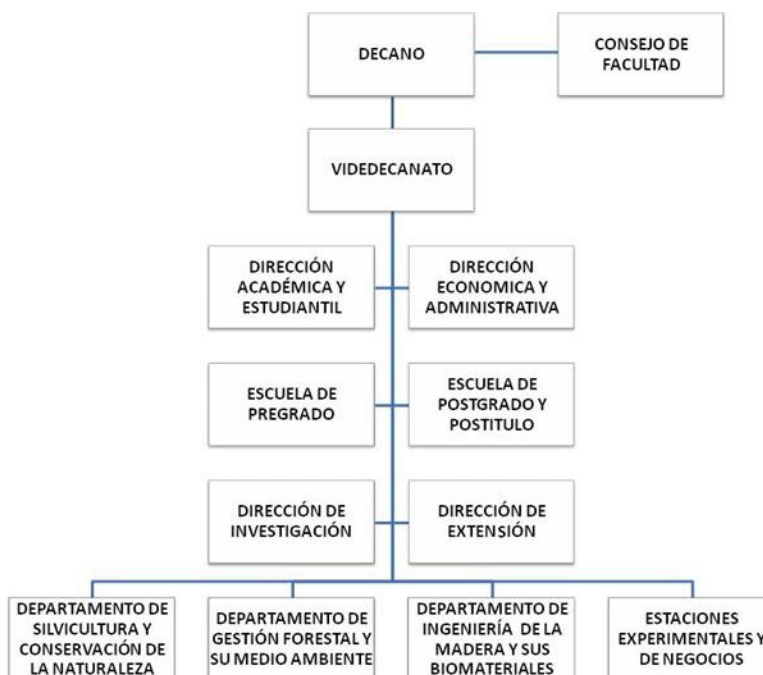 DECANO
CONSEJO DE
FACULTAD
VIDEDECANATO
DIRECCIÓN
ACADÉMICA Y
ESTUDIANTIL
DIRECCIÓN
ECONOMICA Y
ADMINISTRATIVA
ESCUELA DE
PREGRADO
ESCUELA DE
POSTGRADO Y
POSTITULO
DIRECCIÓN DE
INVESTIGACIÓN
DIRECCIÓN DE
EXTENSIÓN
DEPARTAMENTO DE
SILVICULTURA Y
CONSERVACIÓN DE
LA NATURALEZA
DEPARTAMENTO DE
GESTIÓN FORESTAL Y
SU MEDIO AMBIENTE
DEPARTAMENTO DE
INGENIERÍA DE LA
MADERA Y SUS
BIOMATERIALES
ESTACIONES
EXPERIMENTALES Y
DE NEGOCIOS